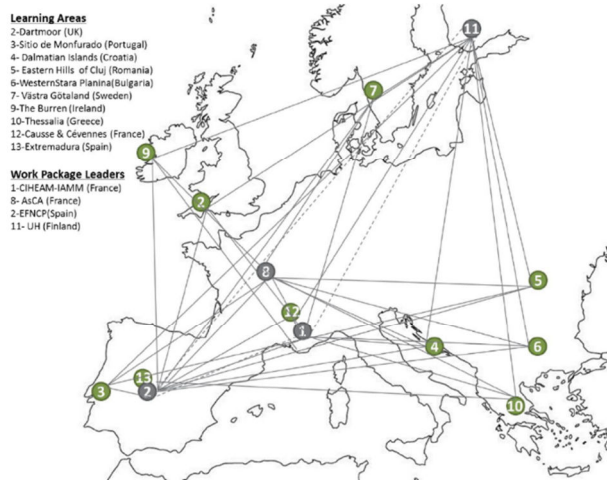 Learning Areas
2-Dartmoor (UK)
3-Sitio de Monfurado (Portugal)
4- Dalmatian Islands (Croatia)
5- Eastern Hills of Cluj (Romania)
6-WesternStara Planina(Bulgaria)
7- Västra Götaland (Sweden)
9-The Burren (Ireland)
10-Thessalia (Greece)
12-Causse & Cévennes (France)
13-Extremadura (Spain)
Work Package Leaders
1-CIHEAM-IAMM (France)
8- AsCA (France)
2-EFNCP(Spain)
11- UH (Finland)
11
7
9
2
8
5
12
1
4
6
13
3
2
10